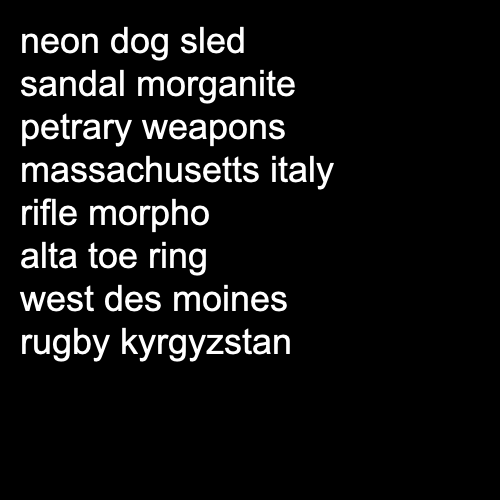 neon dog sled
sandal morganite
petrary weapons
massachusetts italy
rifle morpho
alta toe ring
west des moines
rugby kyrgyzstan